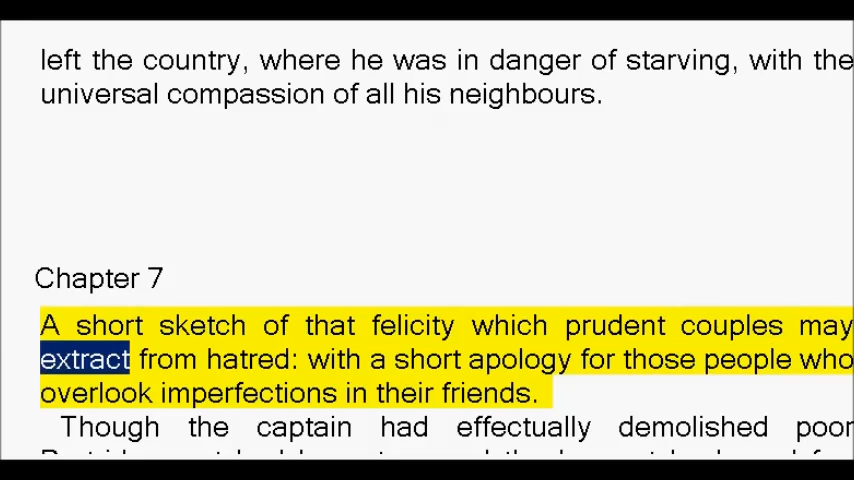 left the country, where he was in danger of starving, with the
universal compassion of all his neighbours.
Chapter 7
A short sketch of that felicity which prudent couples may
extract from hatred: with a short apology for those people who
overlook imperfections in their friends.
Though the captain had effectually demolished poor